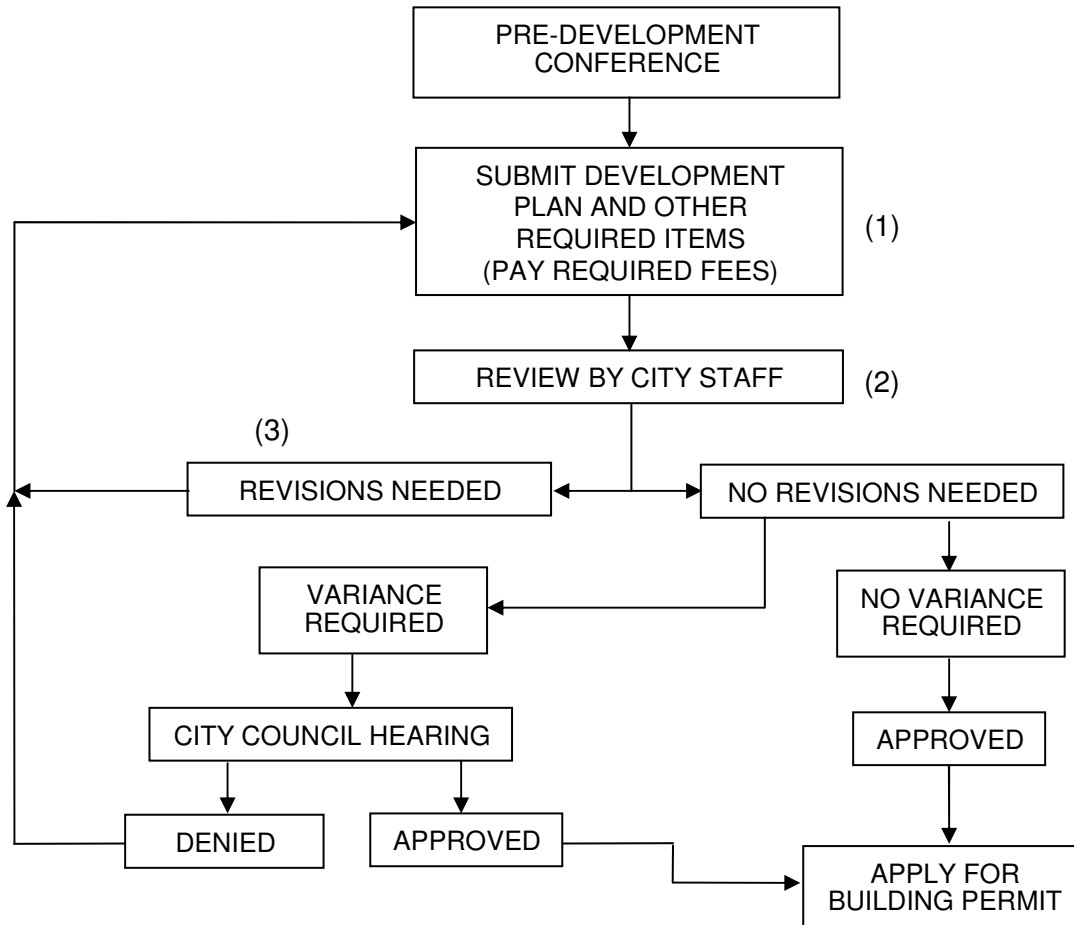 PRE-DEVELOPMENT
CONFERENCE
SUBMIT DEVELOPMENT
PLAN AND OTHER
REQUIRED ITEMS
(PAY REQUIRED FEES)
(1)
REVIEW BY CITY STAFF
(2)
(3)
REVISIONS NEEDED
NO REVISIONS NEEDED
VARIANCE
REQUIRED
NO VARIANCE
REQUIRED
CITY COUNCIL HEARING
APPROVED
DENIED
APPROVED
APPLY FOR
BUILDING PERMIT